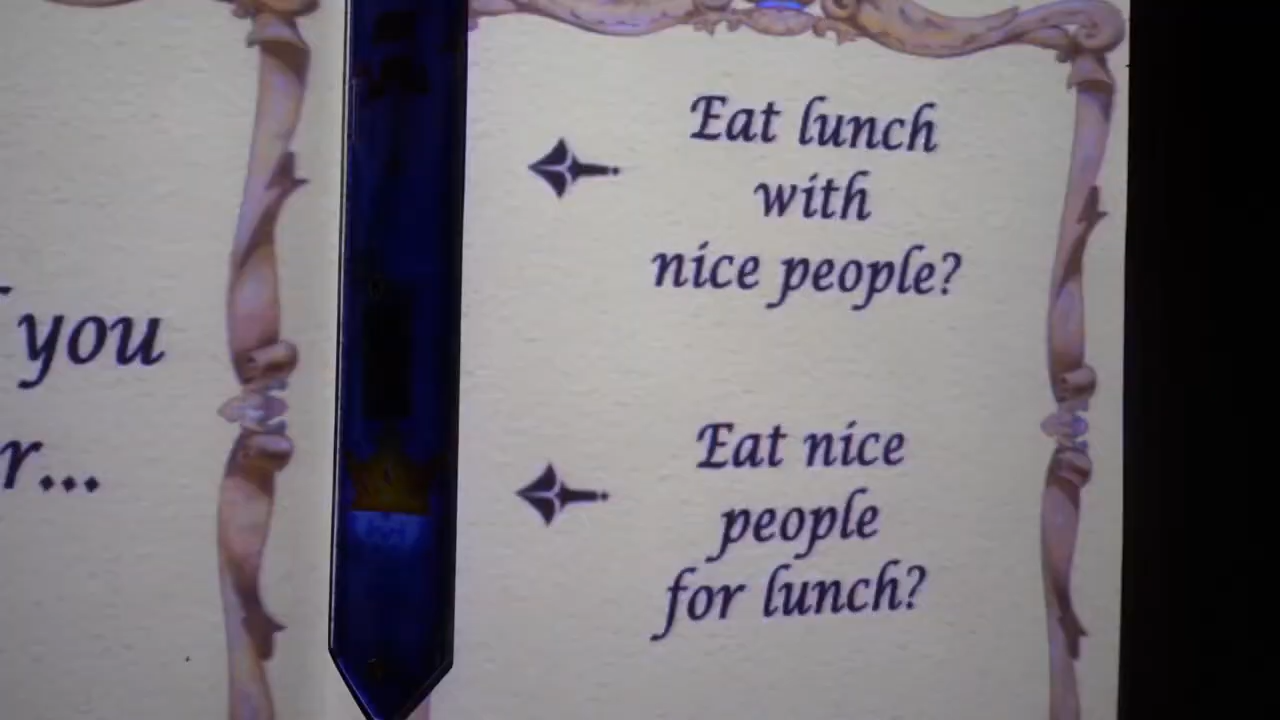 you
r...
Eat lunch
with
nice people?
Eat nice
people
for lunch?